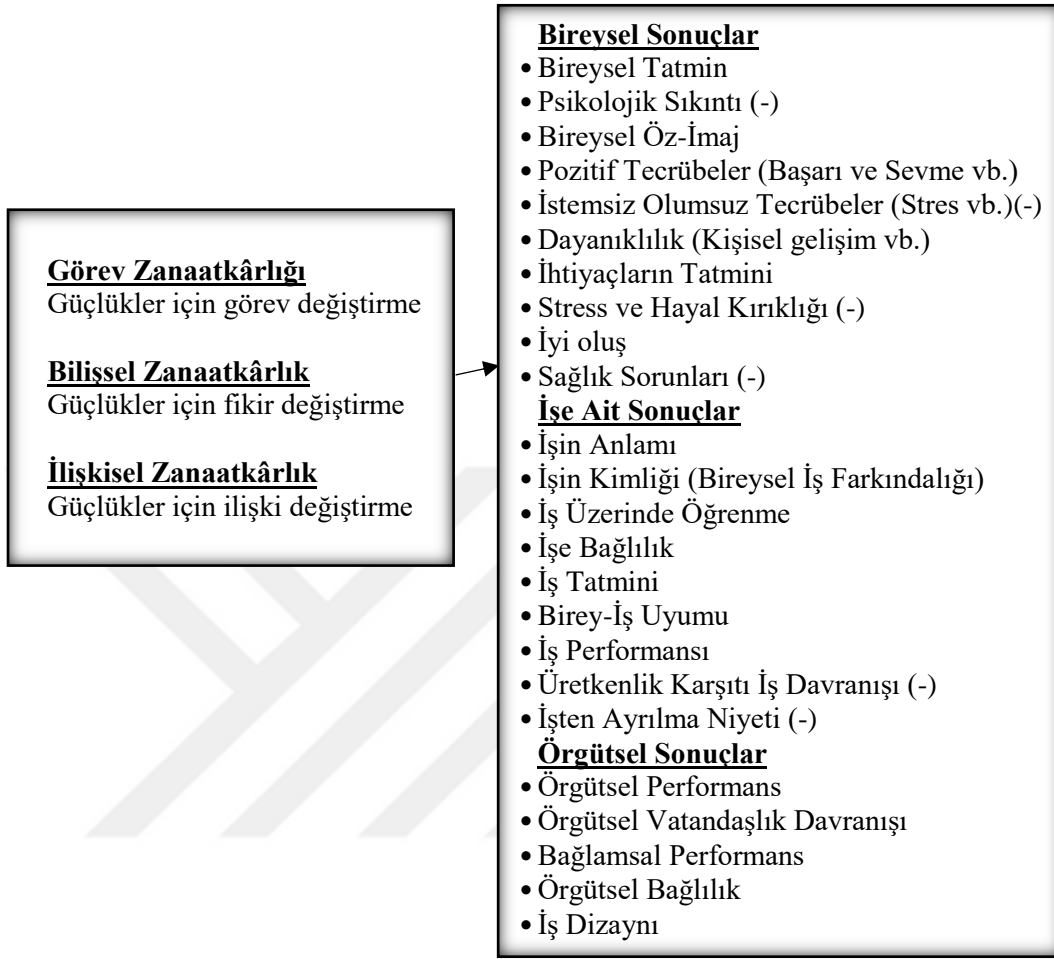 Görev Zanaatkârlığı
Güçlükler için görev değiştirme
Bilişsel Zanaatkârlık
Güçlükler için fikir değiştirme
İlişkisel Zanaatkârlık
Güçlükler için ilişki değiştirme
Bireysel Sonuçlar
• Bireysel Tatmin
• Psikolojik Sıkıntı (-)
• Bireysel Öz-İmaj
• Pozitif Tecrübeler (Başarı ve Sevme vb.)
• İstemsiz Olumsuz Tecrübeler (Stres vb.)(-)
• Dayanıklılık (Kişisel gelişim vb.)
• İhtiyaçların Tatmini
• Stress ve Hayal Kırıklığı (-)
• İyi oluş
• Sağlık Sorunları (-)
İşe Ait Sonuçlar
• İşin Anlamı
• İşin Kimliği (Bireysel İş Farkındalığı)
• İş Üzerinde Öğrenme
• İşe Bağlılık
• İş Tatmini
• Birey-İş Uyumu
• İş Performansı
• Üretkenlik Karşıtı İş Davranışı (-)
• İşten Ayrılma Niyeti (-)
Örgütsel Sonuçlar
• Örgütsel Performans
• Örgütsel Vatandaşlık Davranışı
• Bağlamsal Performans
• Örgütsel Bağlılık
• İş Dizaynı